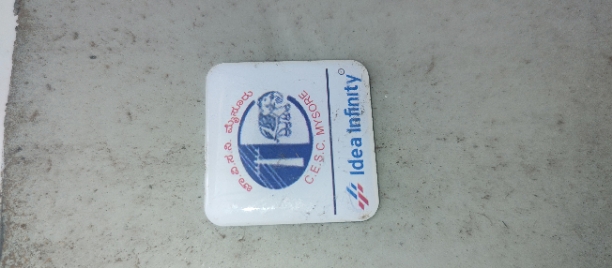 ಚಾ.ವಿ.ಸ.ನಿ. ಮೈಸೂರು
C.E.S.C. MYSORE
Idea Infinity